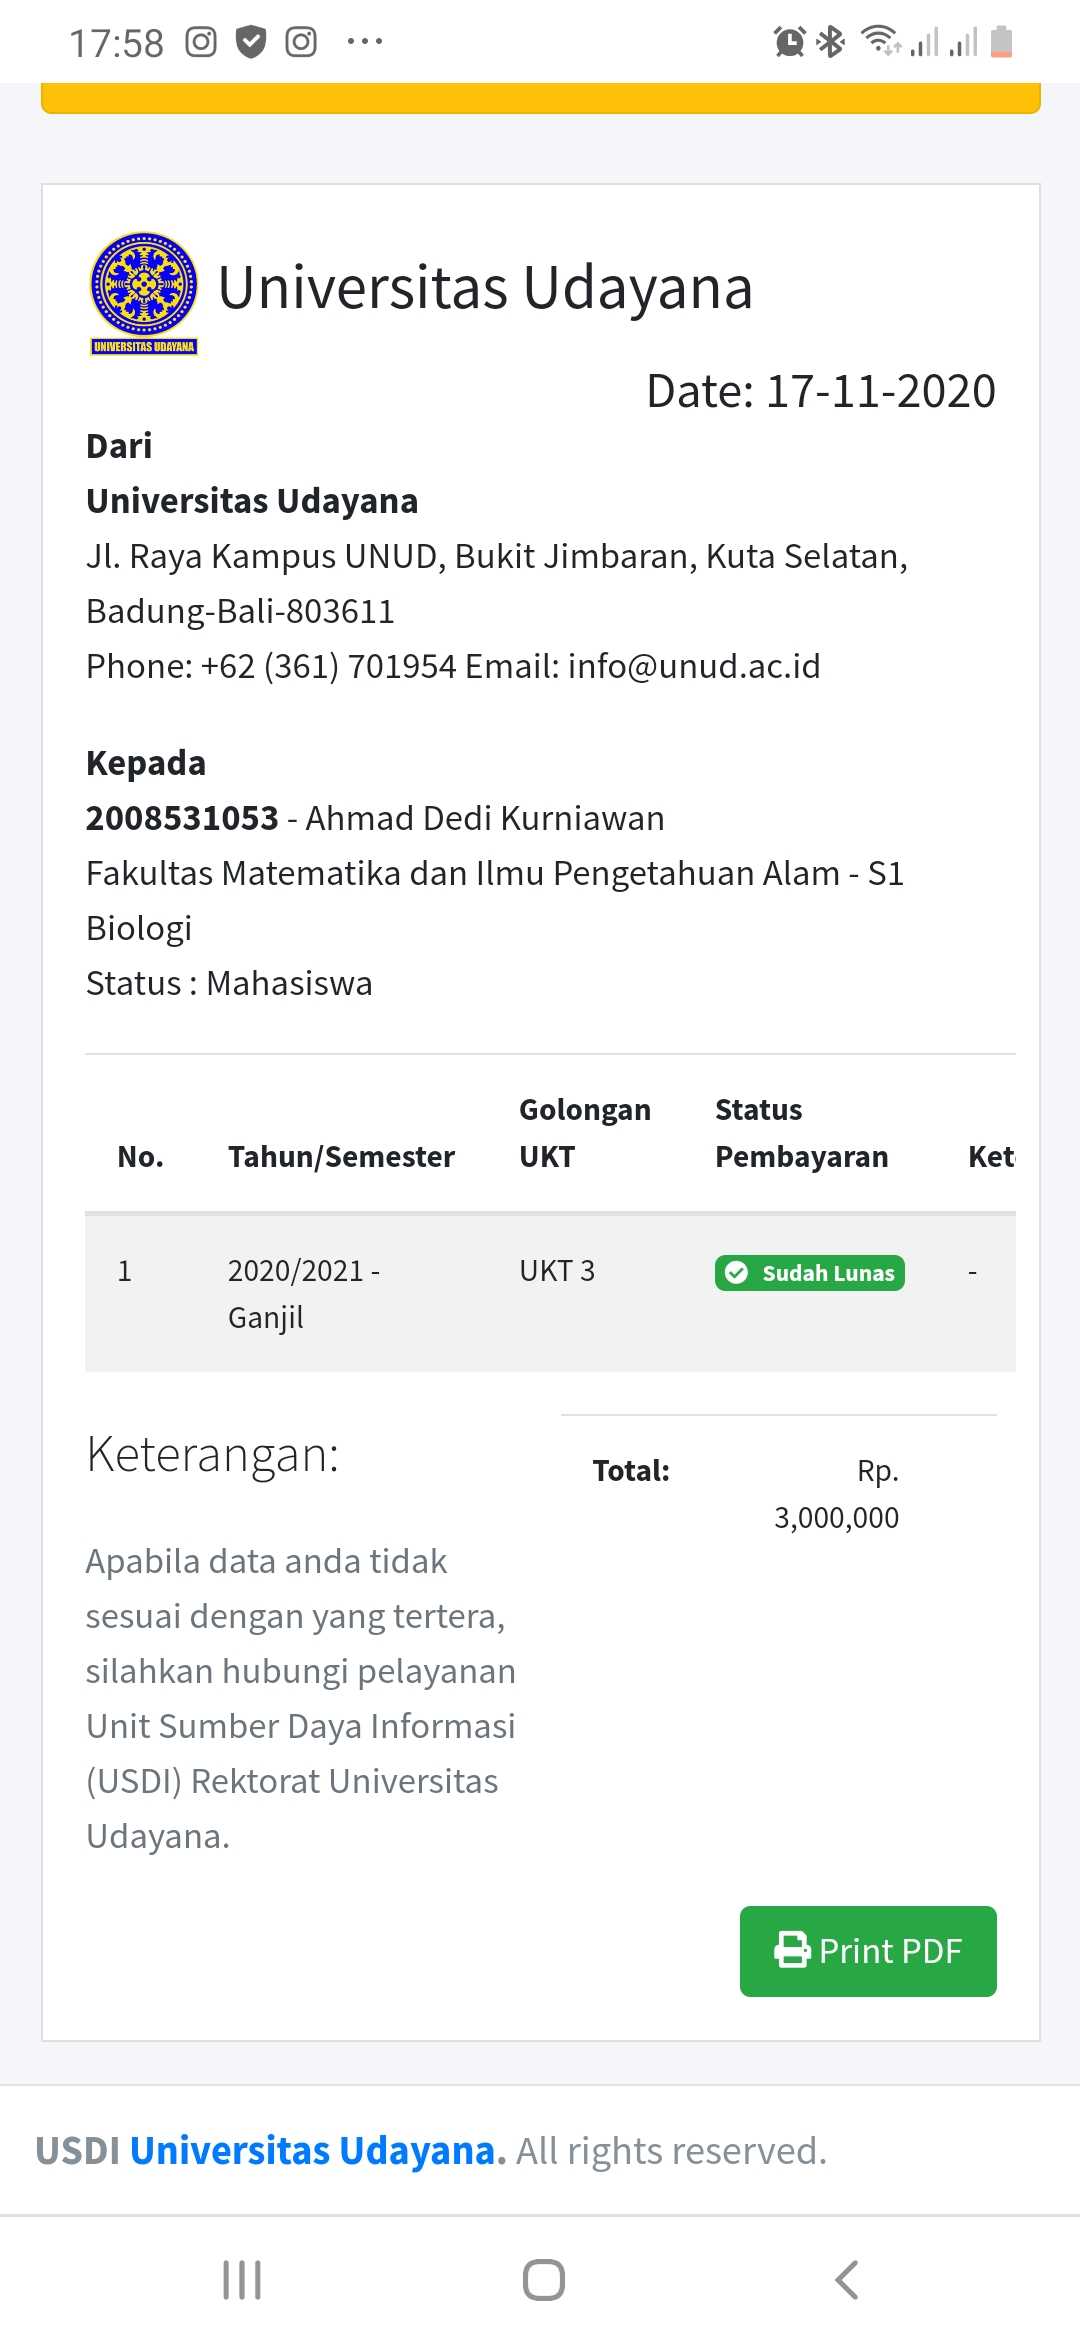 17:58
UNIVERSITAS UDAYANA
Universitas Udayana
Date: 17-11-2020
Dari
Universitas Udayana
Jl. Raya Kampus UNUD, Bukit Jimbaran, Kuta Selatan,
Badung-Bali-803611
Phone: +62 (361) 701954 Email: info@unud.ac.id
Kepada
2008531053 - Ahmad Dedi Kurniawan
Fakultas Matematika dan Ilmu Pengetahuan Alam - S1
Biologi
Status : Mahasiswa
Golongan Status
No. Tahun/Semester UKT Pembayaran Ket
1 2020/2021 - UKT 3 Sudah Lunas -
Ganjil
Keterangan:
Total: Rp.
3,000,000
Apabila data anda tidak
sesuai dengan yang tertera,
silahkan hubungi pelayanan
Unit Sumber Daya Informasi
(USDI) Rektorat Universitas
Udayana.
Print PDF
USDI Universitas Udayana. All rights reserved.